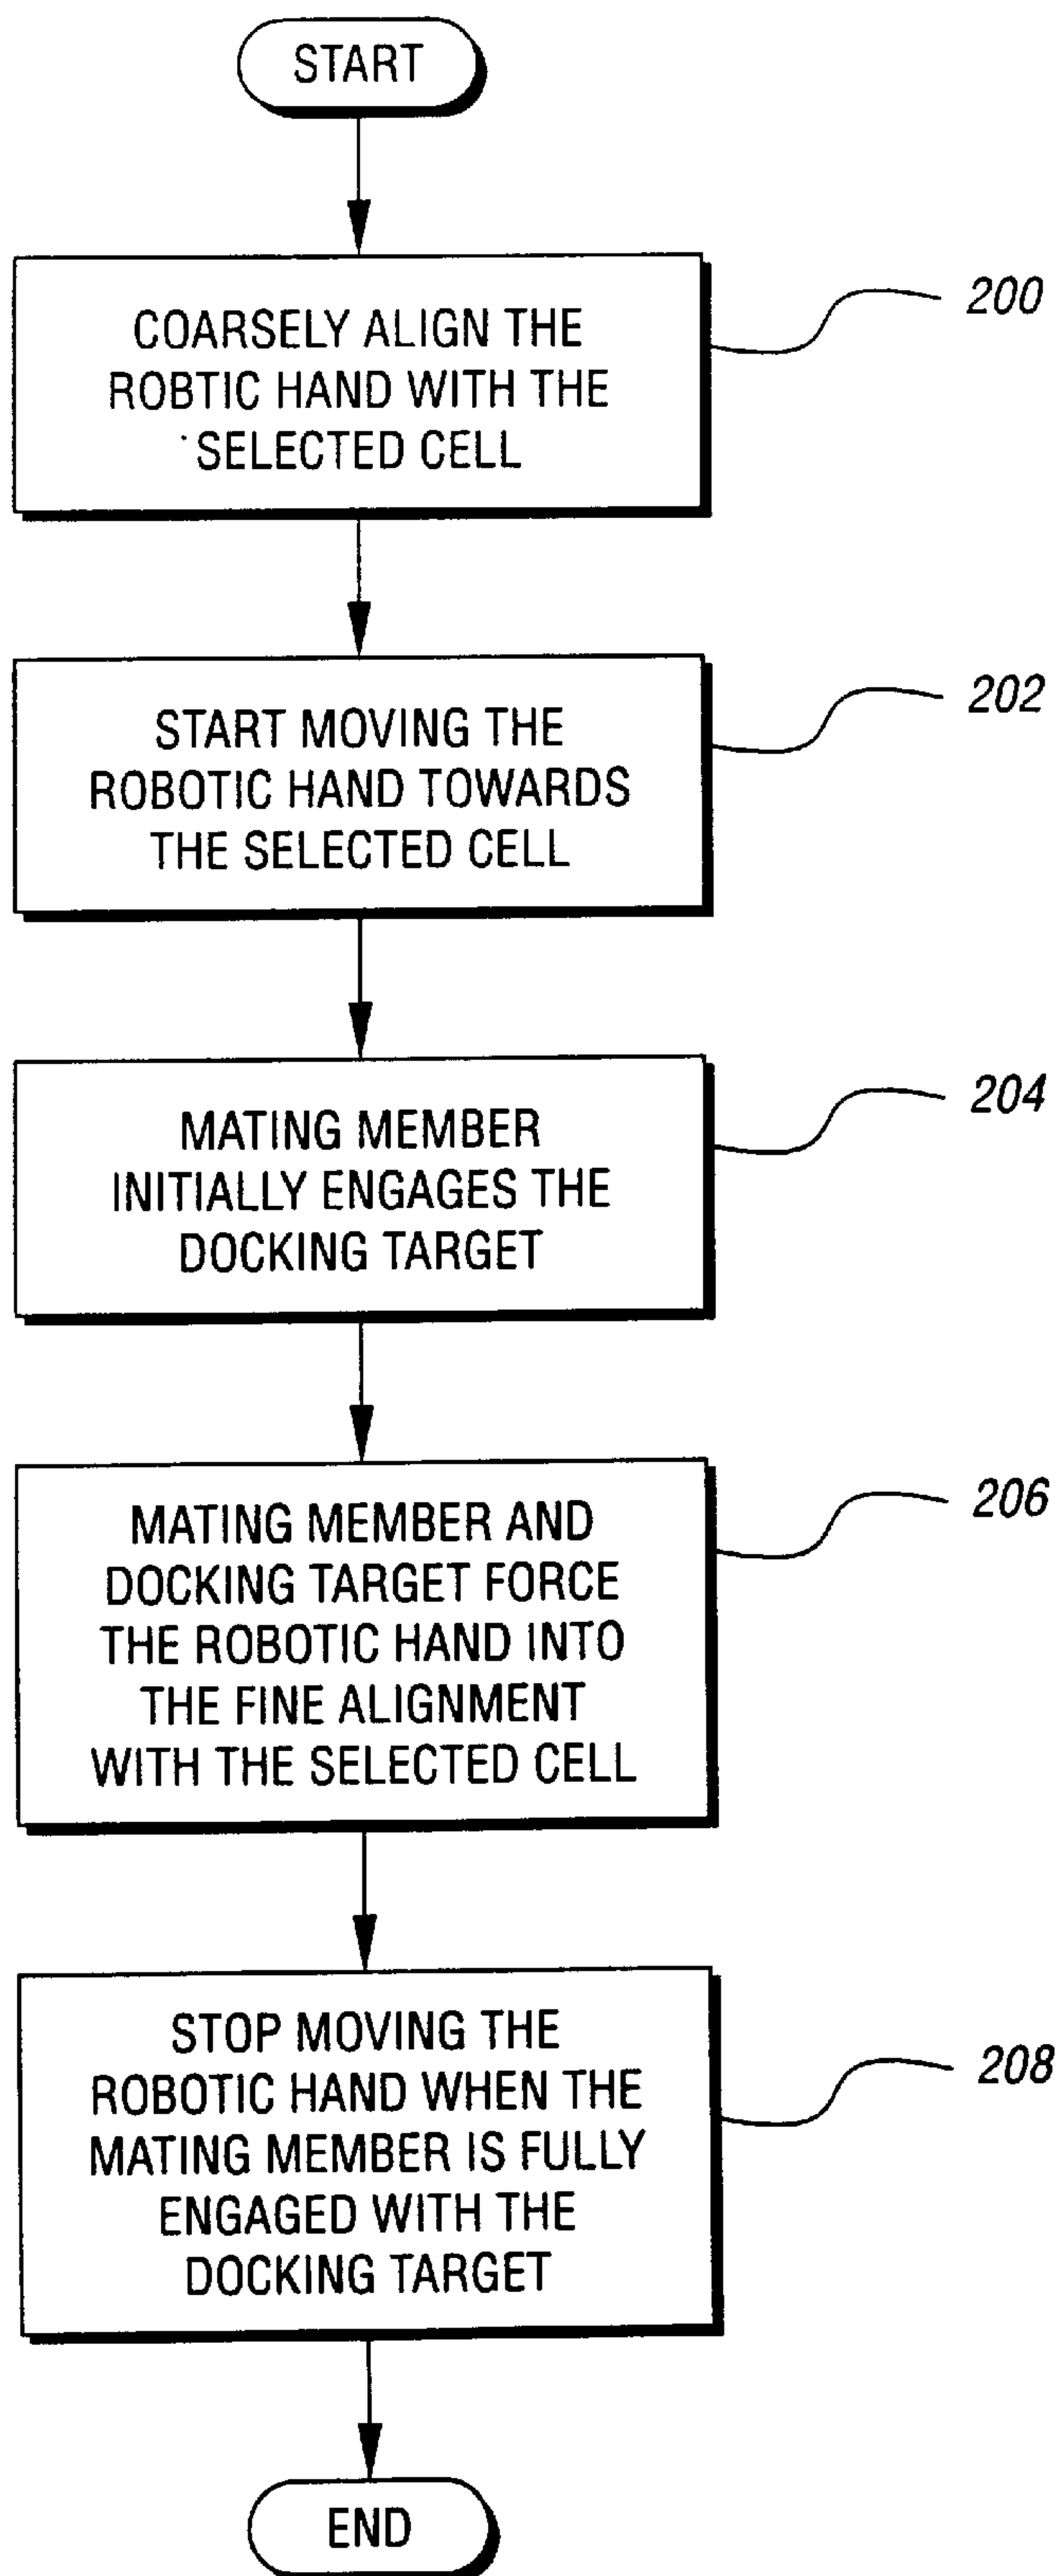 START
COARSELY ALIGN THE
ROBTIC HAND WITH THE
SELECTED CELL
200
START MOVING THE
ROBOTIC HAND TOWARDS
THE SELECTED CELL
202
MATING MEMBER
INITIALLY ENGAGES THE
DOCKING TARGET
204
MATING MEMBER AND
DOCKING TARGET FORCE
THE ROBOTIC HAND INTO
THE FINE ALIGNMENT
WITH THE SELECTED CELL
206
STOP MOVING THE
ROBOTIC HAND WHEN THE
MATING MEMBER IS FULLY
ENGAGED WITH THE
DOCKING TARGET
208
END